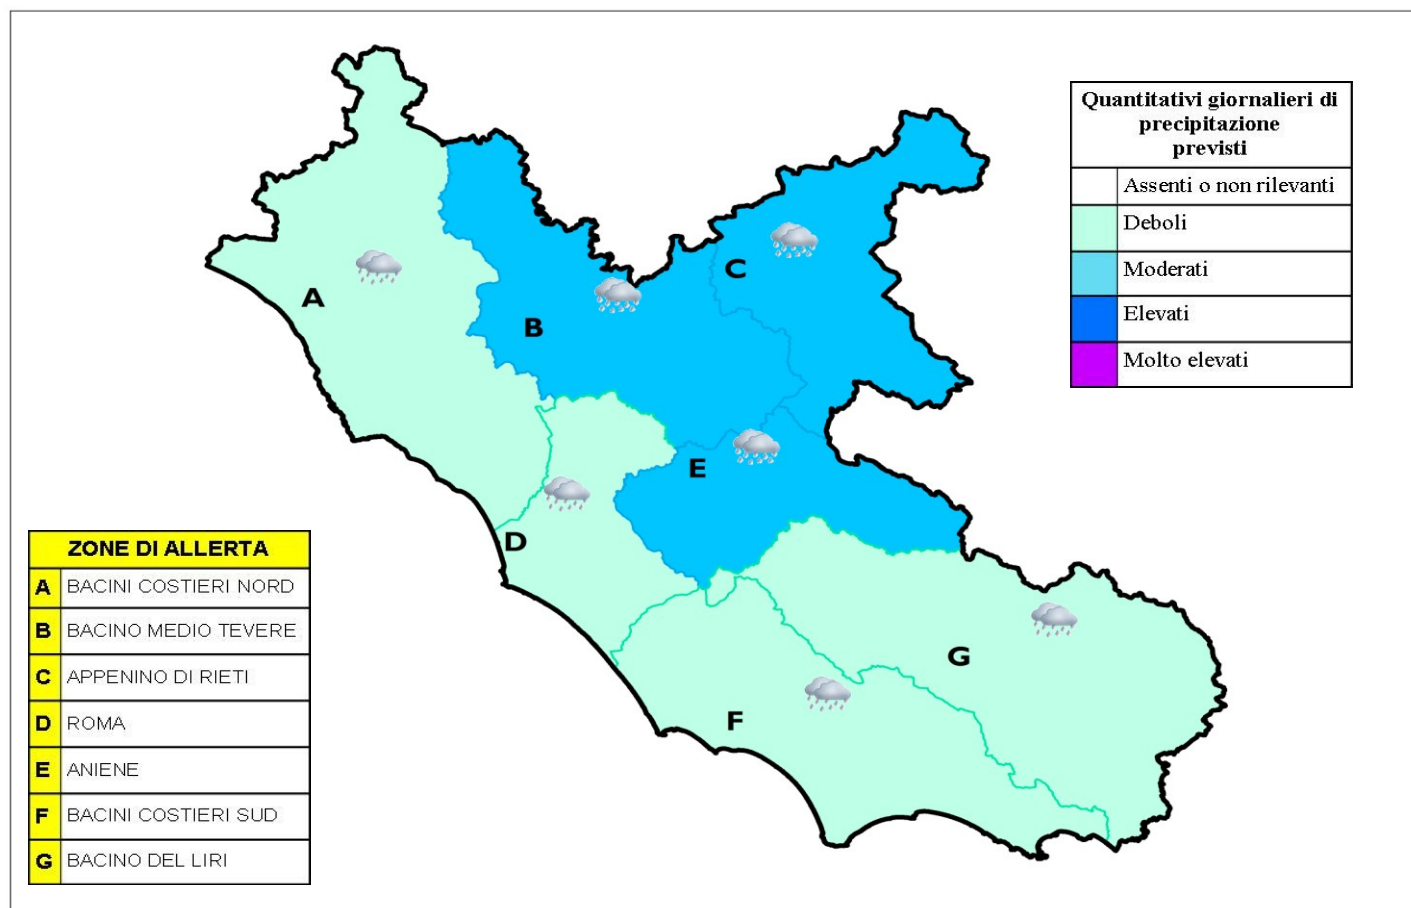 Quantitativi giornalieri di
precipitazione
previsti
Assenti o non rilevanti
Deboli
Moderati
Elevati
Molto elevati
A
B
C
D
E
F
G
ZONE DI ALLERTA
A BACINI COSTIERI NORD
B BACINO MEDIO TEVERE
C APPENINO DI RIETI
D ROMA
E ANIENE
F BACINI COSTIERI SUD
G BACINO DEL LIRI